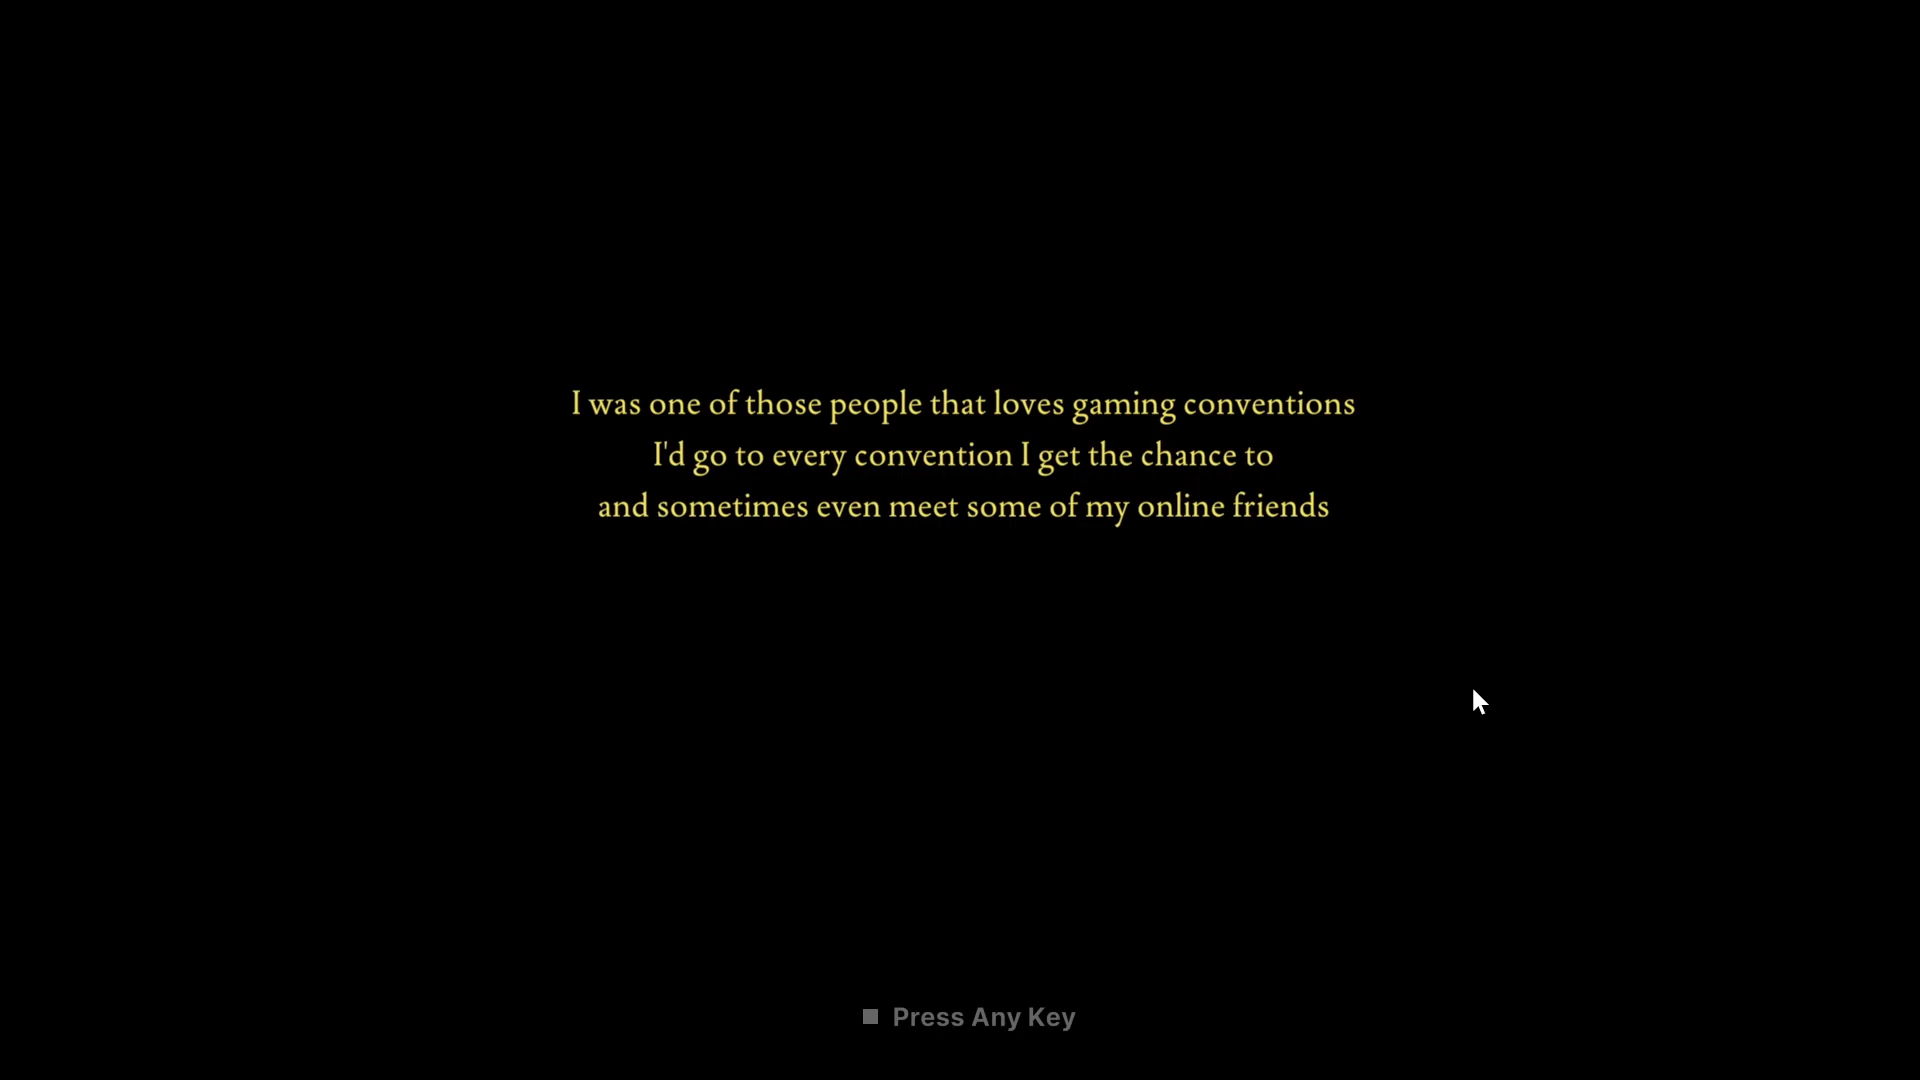 I was one of those people that loves gaming conventions
I'd go to every convention I get the chance to
and sometimes even meet some of my online friends
Press Any Key